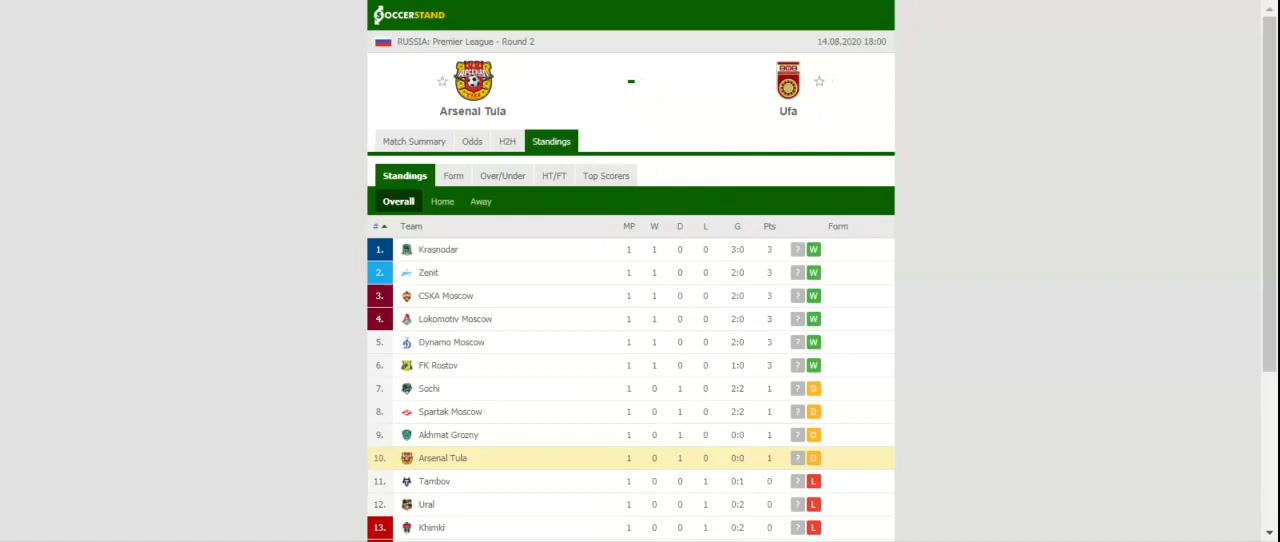 SOCCERSTAND
RUSSIA: Premier League - Round 2 14.08.2020 18:00
-
Arsenal Tula Ufa
Match Summary Odds H2H Standings
Standings Form Over/Under HT/FT Top Scorers
Overall Home Away
# Team MP W D L G Pts Form
1. Krasnodar 1 1 0 0 3:0 3 ? W
2. Zenit 1 1 0 0 2:0 3 ? W
3. CSKA Moscow 1 1 0 0 2:0 3 ? W
4. Lokomotiv Moscow 1 1 0 0 2:0 3 ? W
5. Dynamo Moscow 1 1 0 0 2:0 3 ? W
6. FK Rostov 1 1 0 0 1:0 3 ? W
7. Sochi 1 0 1 0 2:2 1 ? D
8. Spartak Moscow 1 0 1 0 2:2 1 ? D
9. Akhmat Grozny 1 0 1 0 0:0 1 ? D
10. Arsenal Tula 1 0 1 0 0:0 1 ? D
11. Tambov 1 0 0 1 0:1 0 ? L
12. Ural 1 0 0 1 0:2 0 ? L
13. Khimki 1 0 0 1 0:2 0 ? L